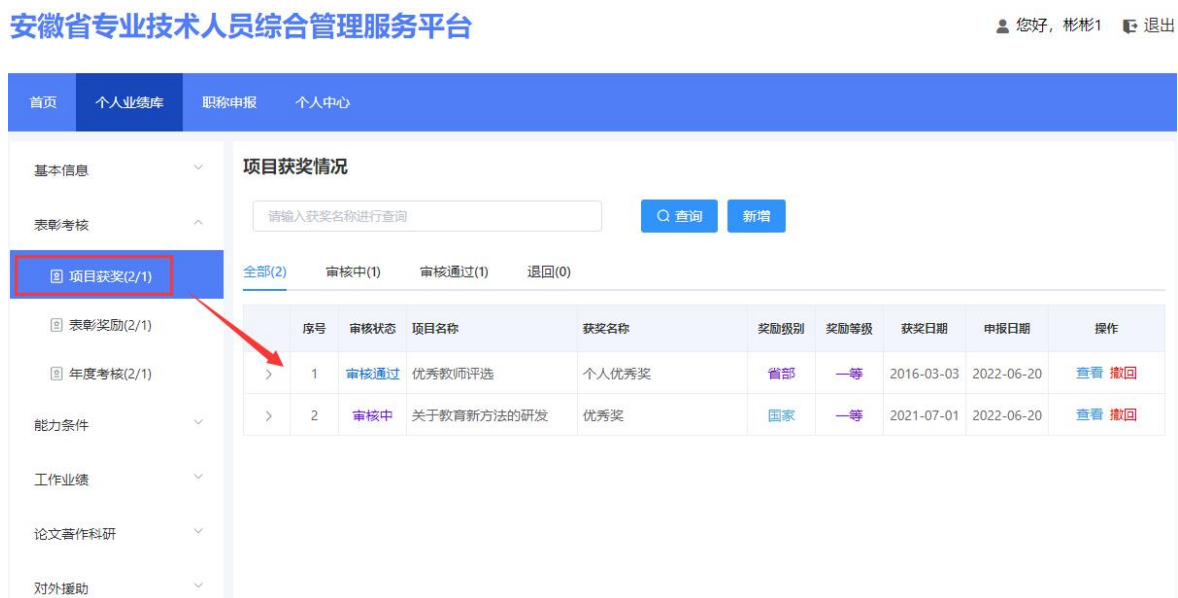 安徽省专业技术人员综合管理服务平台
您好，彬彬1 退出
首页 个人业绩库 职称申报 个人中心
基本信息
表彰考核
项目获奖(2/1)
表彰奖励(2/1)
年度考核(2/1)
能力条件
工作业绩
论文著作科研
对外援助
项目获奖情况
请输入获奖名称进行查询 查询 新增
全部(2) 审核中(1) 审核通过(1) 退回(0)
序号 审核状态 项目名称 获奖名称 奖励级别 奖励等级 获奖日期 申报日期 操作
1 审核通过 优秀教师评选 个人优秀奖 省部 一等 2016-03-03 2022-06-20 查看 撤回
2 审核中 关于教育新方法的研发 优秀奖 国家 一等 2021-07-01 2022-06-20 查看 撤回